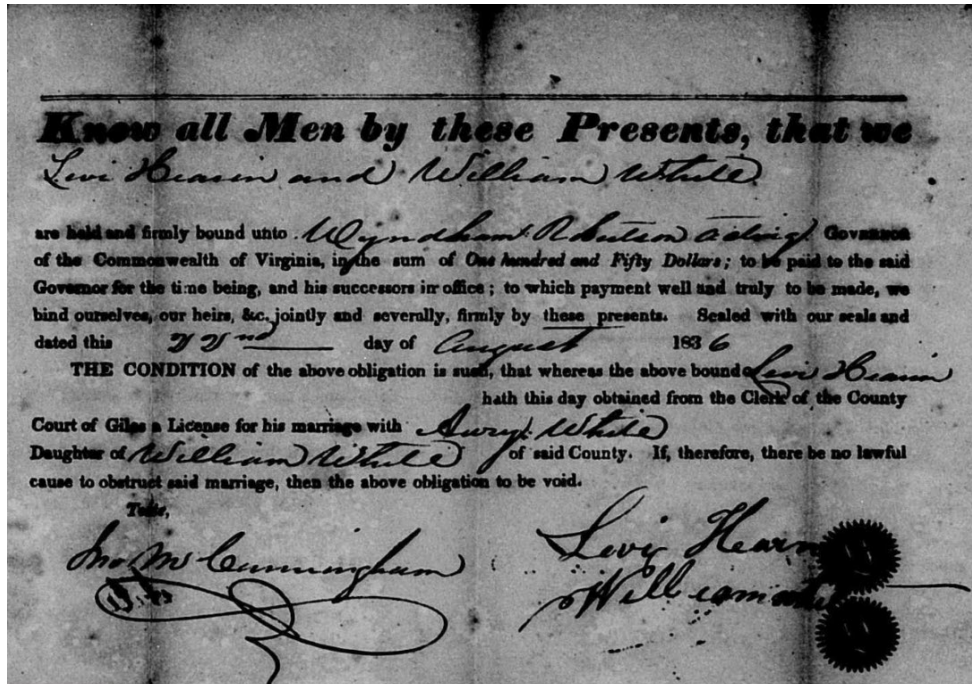 Know all Men by these Presents, that we
Levi Hearin and William White
are held and firmly bound unto Wyndham Robertson acting Governor
of the Commonwealth of Virginia, in the sum of One hundred and Fifty Dollars; to be paid to the said
Governor for the time being, and his successors in office; to which payment well and truly to be made, we
bind ourselves, our heirs, &c. jointly and severally, firmly by these presents. Sealed with our seals and
dated this 22nd day of August 1836
THE CONDITION of the above obligation is such, that whereas the above bound Levi Hearin
hath this day obtained from the Clerk of the County
Court of Giles a License for his marriage with White
Daughter of William White of said County. If, therefore, there be no lawful
cause to obstruct said marriage, then the above obligation to be void.
Teste,
Jno M Cunningham
Levi Hearn
William White